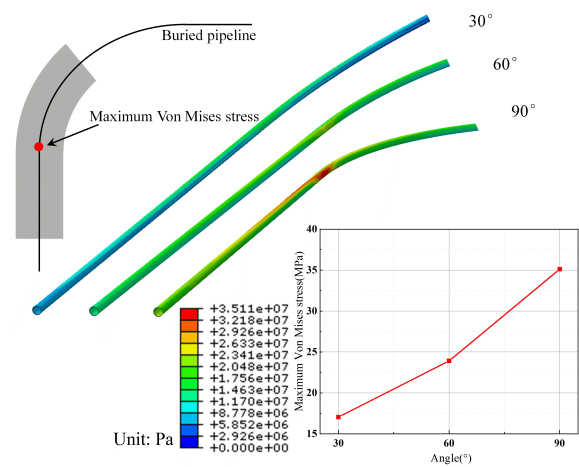 Buried pipeline
Maximum Von Mises stress
30°
60°
90°
+3.511e+07
+3.218e+07
+2.926e+07
+2.633e+07
+2.341e+07
+2.048e+07
+1.756e+07
+1.463e+07
+1.170e+07
+8.778e+06
+5.852e+06
+2.926e+06
+0.000e+00
Unit: Pa
Maximum Von Mises stress(MPa)
40
35
30
25
20
15
30
60
90
Angle(°)